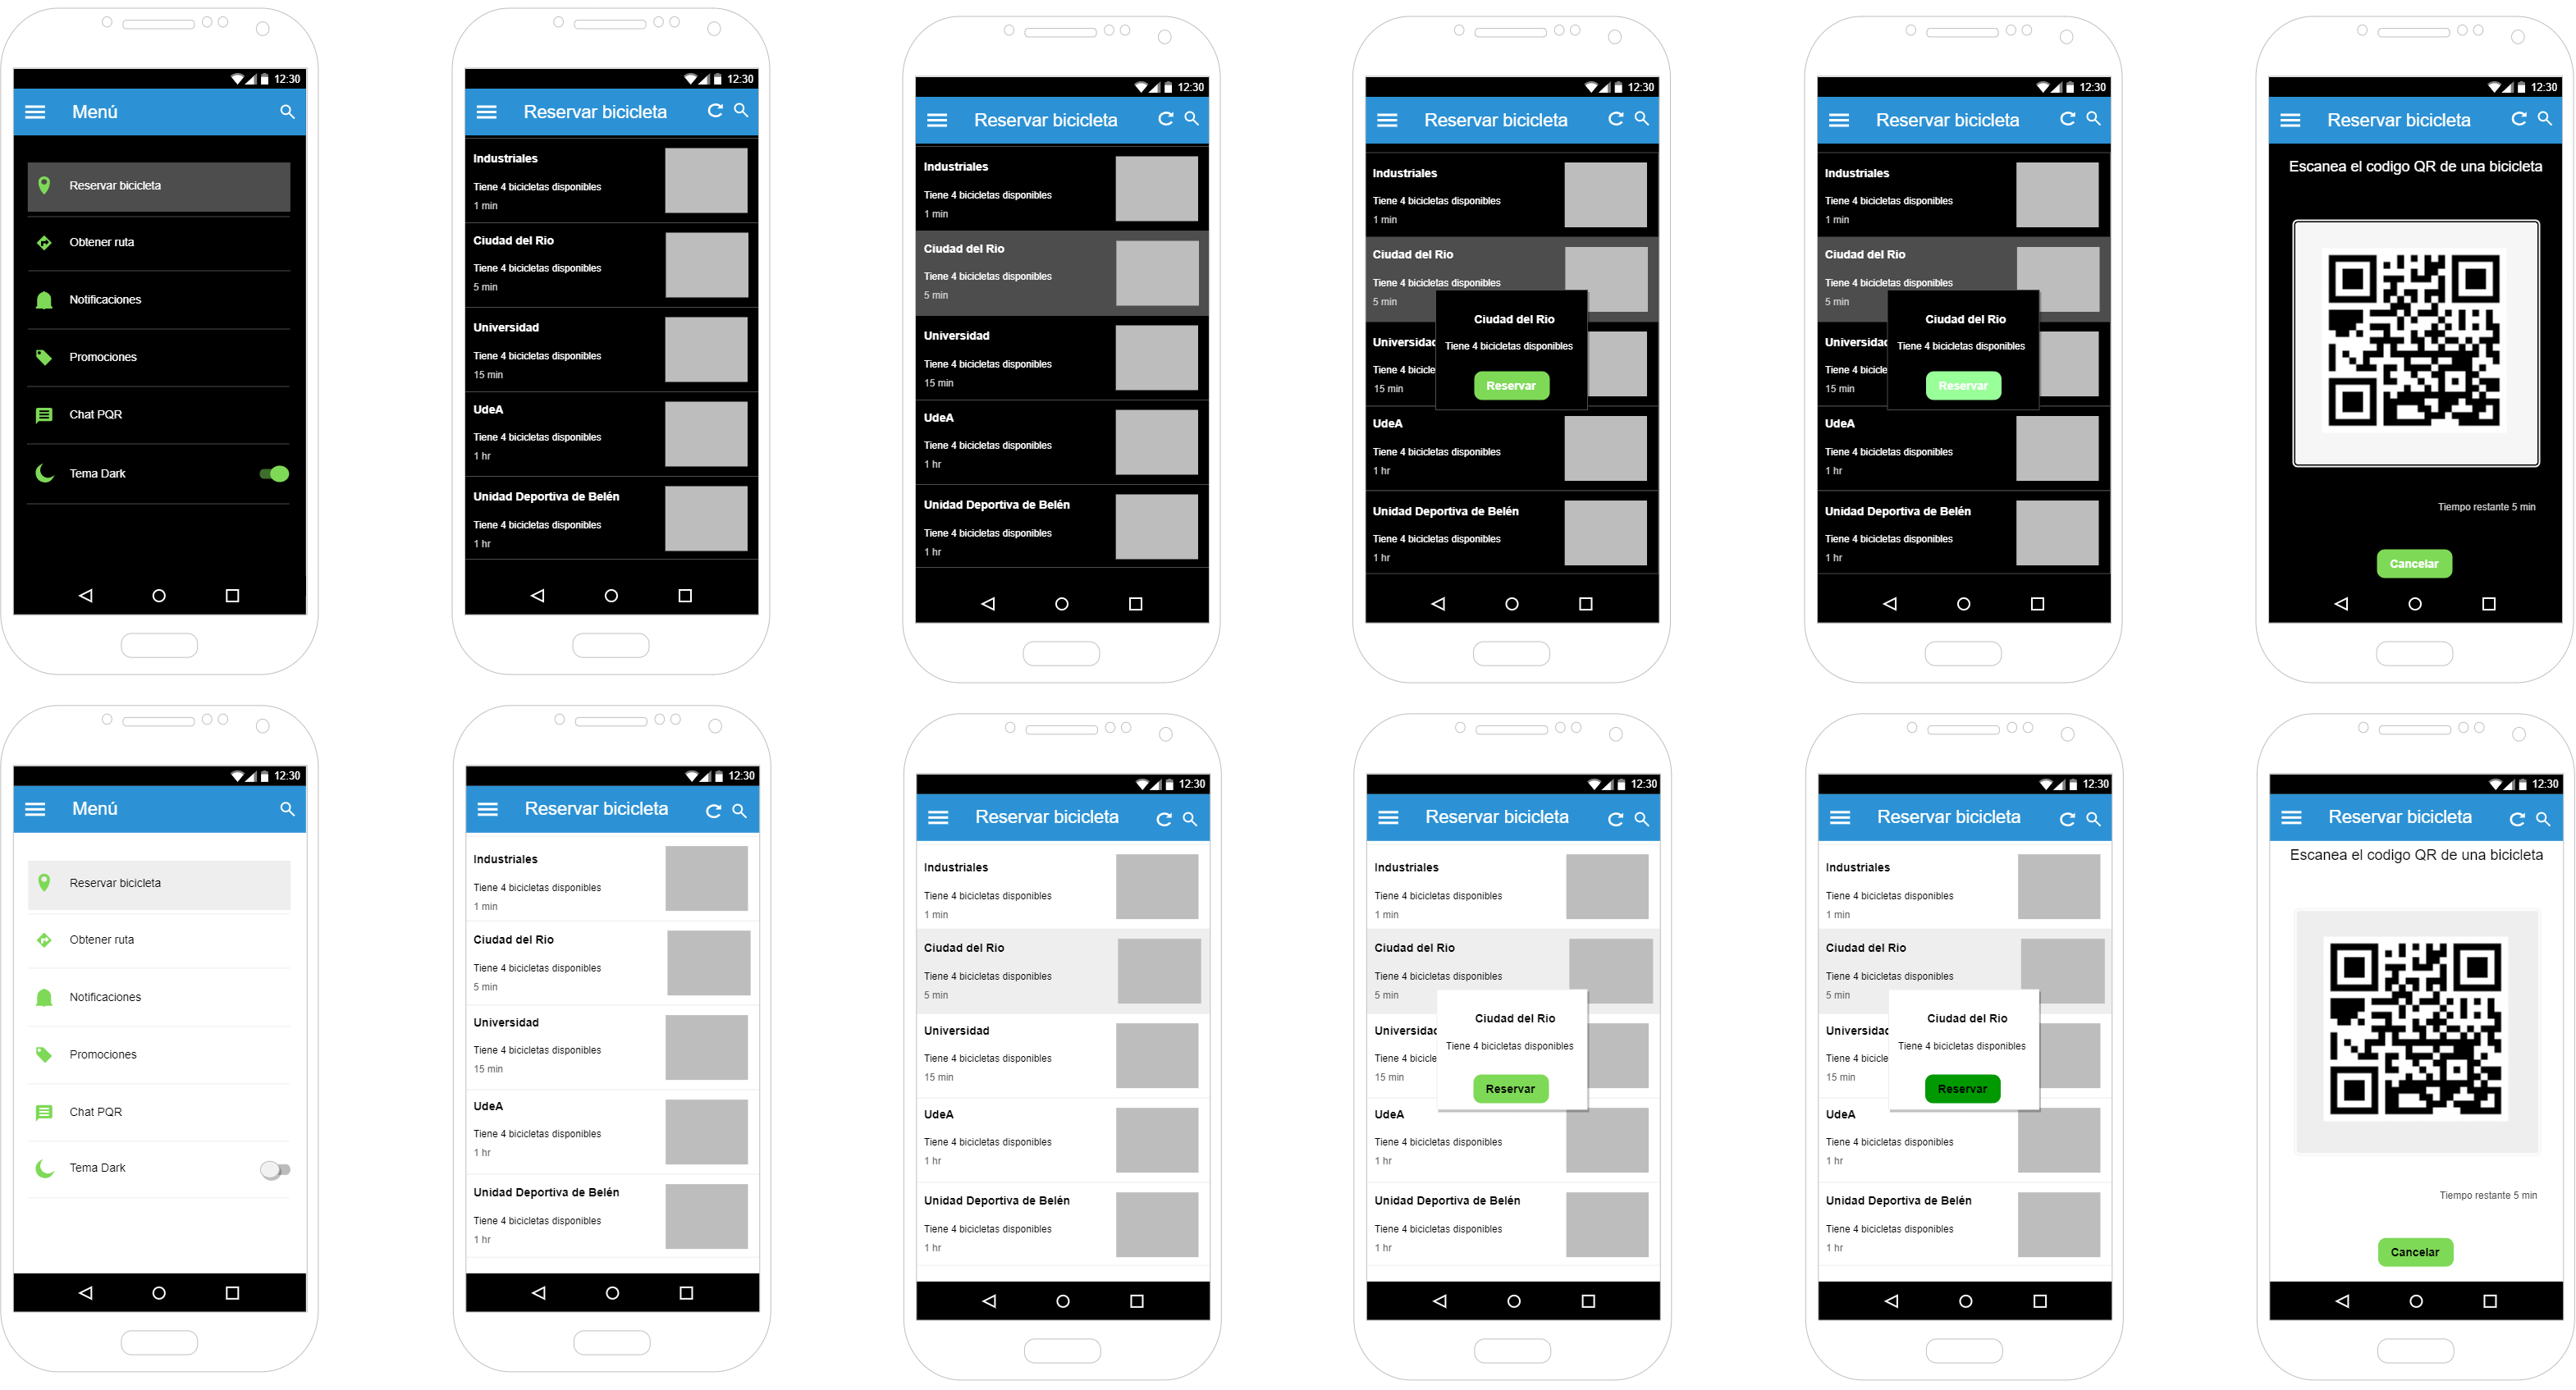 12:30
Menú
Reservar bicicleta
Obtener ruta
Notificaciones
Promociones
Chat PQR
Tema Dark
12:30
Reservar bicicleta
Industriales
Tiene 4 bicicletas disponibles
1 min
Ciudad del Rio
Tiene 4 bicicletas disponibles
5 min
Universidad
Tiene 4 bicicletas disponibles
15 min
UdeA
Tiene 4 bicicletas disponibles
1 hr
Unidad Deportiva de Belén
Tiene 4 bicicletas disponibles
1 hr
12:30
Reservar bicicleta
Industriales
Tiene 4 bicicletas disponibles
1 min
Ciudad del Rio
Tiene 4 bicicletas disponibles
5 min
Universidad
Tiene 4 bicicletas disponibles
15 min
UdeA
Tiene 4 bicicletas disponibles
1 hr
Unidad Deportiva de Belén
Tiene 4 bicicletas disponibles
1 hr
12:30
Reservar bicicleta
Industriales
Tiene 4 bicicletas disponibles
1 min
Ciudad del Rio
Tiene 4 bicicletas disponibles
5 min
Ciudad del Rio
Tiene 4 bicicletas disponibles
Reservar
Universidad
Tiene 4 bicicle
15 min
UdeA
Tiene 4 bicicletas disponibles
1 hr
Unidad Deportiva de Belén
Tiene 4 bicicletas disponibles
1 hr
12:30
Reservar bicicleta
Industriales
Tiene 4 bicicletas disponibles
1 min
Ciudad del Rio
Tiene 4 bicicletas disponibles
5 min
Ciudad del Rio
Tiene 4 bicicletas disponibles
Reservar
Universidad
Tiene 4 bicicle
15 min
UdeA
Tiene 4 bicicletas disponibles
1 hr
Unidad Deportiva de Belén
Tiene 4 bicicletas disponibles
1 hr
12:30
Reservar bicicleta
Escanea el codigo QR de una bicicleta
Tiempo restante 5 min
Cancelar
12:30
Menú
Reservar bicicleta
Obtener ruta
Notificaciones
Promociones
Chat PQR
Tema Dark
12:30
Reservar bicicleta
Industriales
Tiene 4 bicicletas disponibles
1 min
Ciudad del Rio
Tiene 4 bicicletas disponibles
5 min
Universidad
Tiene 4 bicicletas disponibles
15 min
UdeA
Tiene 4 bicicletas disponibles
1 hr
Unidad Deportiva de Belén
Tiene 4 bicicletas disponibles
1 hr
12:30
Reservar bicicleta
Industriales
Tiene 4 bicicletas disponibles
1 min
Ciudad del Rio
Tiene 4 bicicletas disponibles
5 min
Universidad
Tiene 4 bicicletas disponibles
15 min
UdeA
Tiene 4 bicicletas disponibles
1 hr
Unidad Deportiva de Belén
Tiene 4 bicicletas disponibles
1 hr
12:30
Reservar bicicleta
Industriales
Tiene 4 bicicletas disponibles
1 min
Ciudad del Rio
Tiene 4 bicicletas disponibles
5 min
Ciudad del Rio
Tiene 4 bicicletas disponibles
Reservar
Universidad
Tiene 4 bicicle
15 min
UdeA
Tiene 4 bicicletas disponibles
1 hr
Unidad Deportiva de Belén
Tiene 4 bicicletas disponibles
1 hr
12:30
Reservar bicicleta
Industriales
Tiene 4 bicicletas disponibles
1 min
Ciudad del Rio
Tiene 4 bicicletas disponibles
5 min
Ciudad del Rio
Tiene 4 bicicletas disponibles
Reservar
Universidad
Tiene 4 bicicle
15 min
UdeA
Tiene 4 bicicletas disponibles
1 hr
Unidad Deportiva de Belén
Tiene 4 bicicletas disponibles
1 hr
12:30
Reservar bicicleta
Escanea el codigo QR de una bicicleta
Tiempo restante 5 min
Cancelar